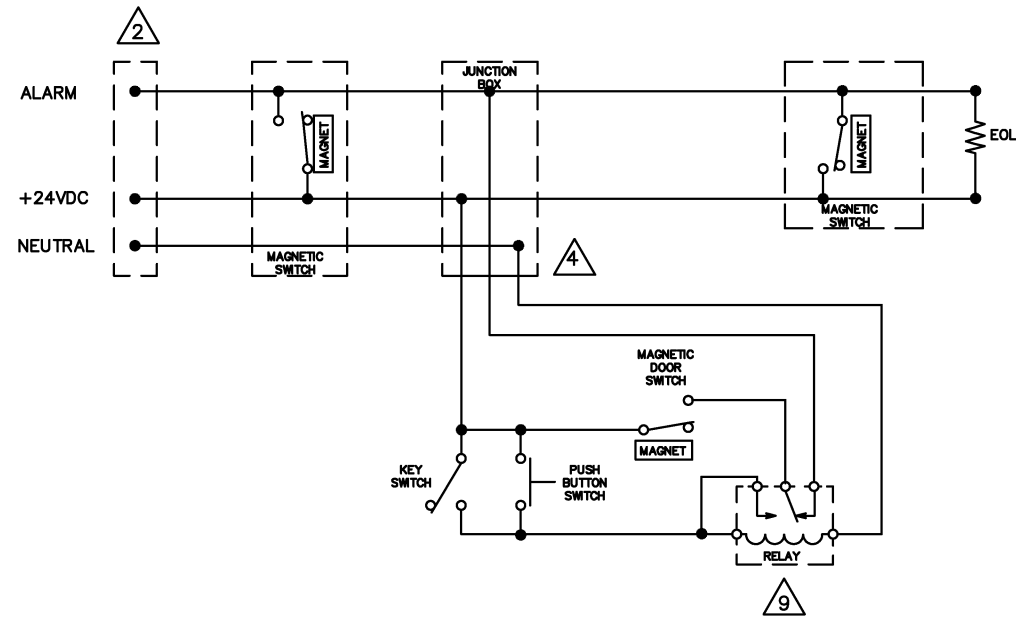 2
JUNCTION
BOX
ALARM
MAGNET
MAGNET
EOL
+24VDC
MAGNETIC
SWITCH
NEUTRAL
MAGNETIC
SWITCH
4
MAGNETIC
DOOR
SWITCH
MAGNET
KEY
SWITCH
PUSH
BUTTON
SWITCH
RELAY
9